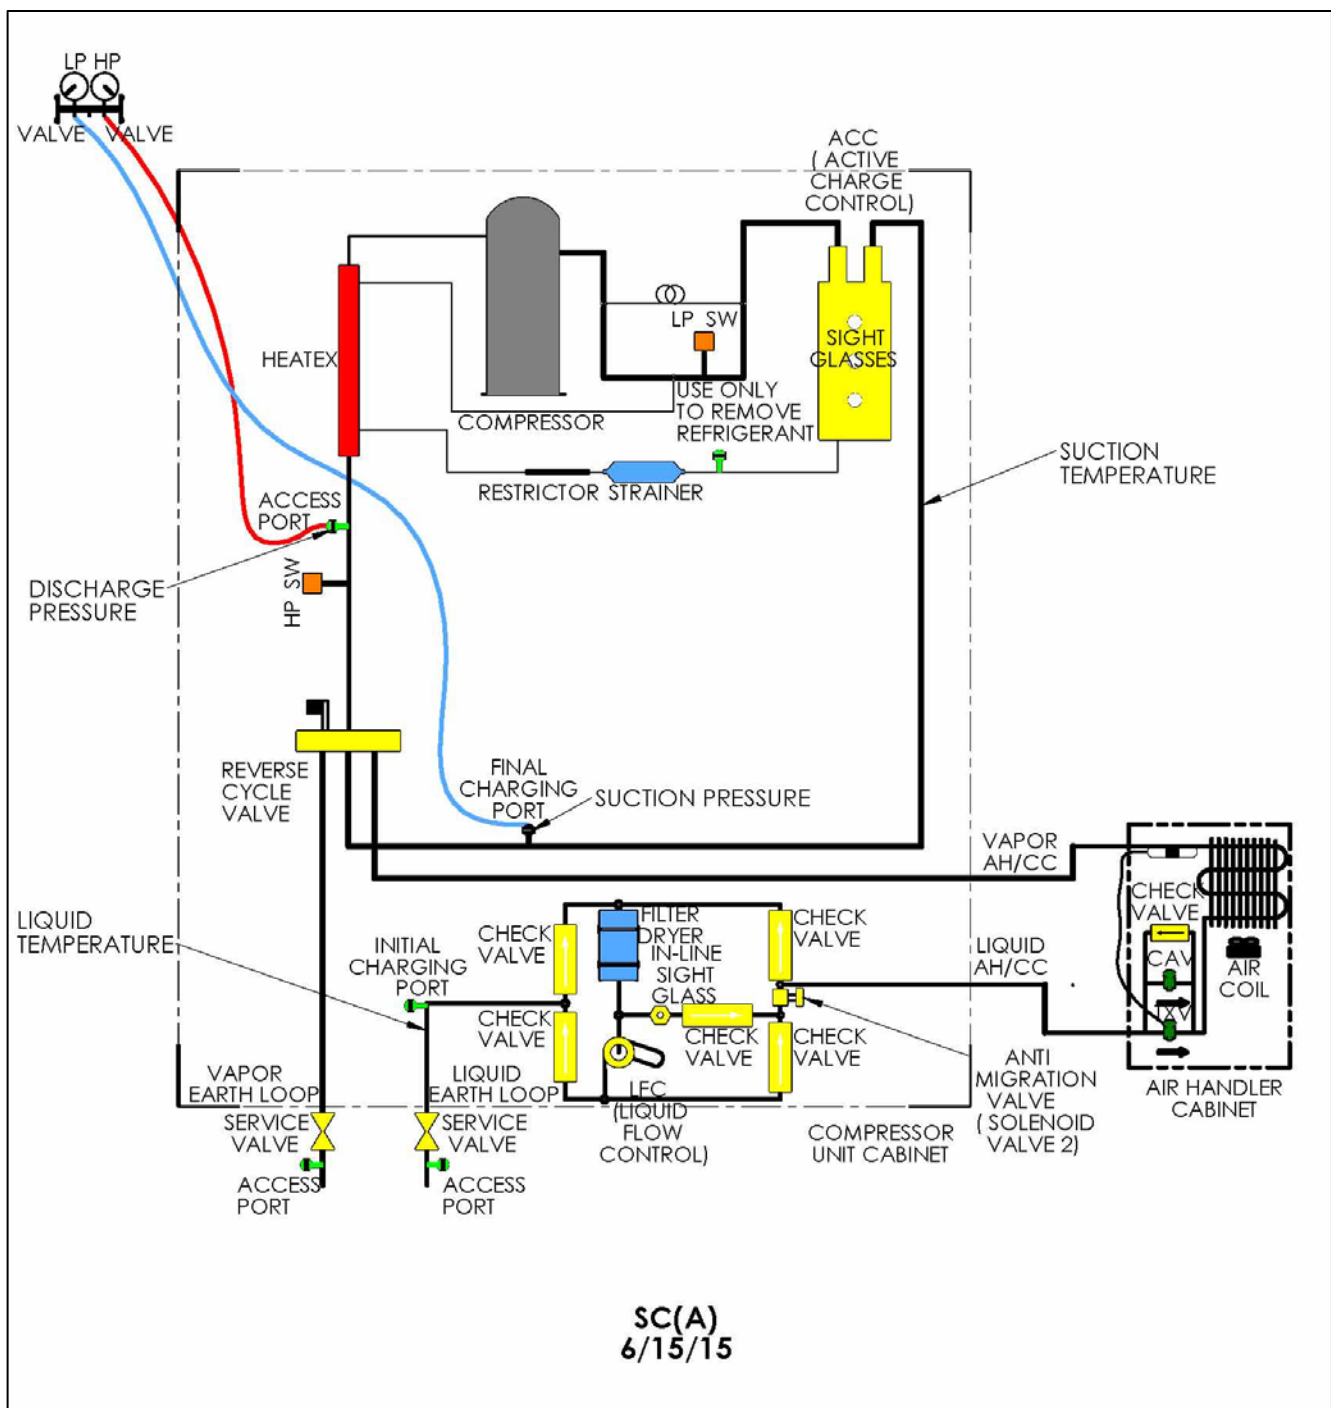 LP HP
VALVE VALVE
ACC
( ACTIVE
CHARGE
CONTROL)
HEATEX
COMPRESSOR
LP SW
USE ONLY
TO REMOVE
REFRIGERANT
SIGHT
GLASSES
RESTRICTOR STRAINER
SUCTION
TEMPERATURE
ACCESS
PORT
DISCHARGE
PRESSURE
HP SW
REVERSE
CYCLE
VALVE
FINAL
CHARGING
PORT
SUCTION PRESSURE
VAPOR
AH/CC
LIQUID
TEMPERATURE
INITIAL
CHARGING
PORT
CHECK
VALVE
FILTER
DRYER
IN-LINE
SIGHT
GLASS
CHECK
VALVE
LIQUID
AH/CC
CHECK
VALVE
CAV
TXV
AIR
COIL
CHECK
VALVE
CHECK
VALVE
CHECK
VALVE
VAPOR
EARTH LOOP
LIQUID
EARTH LOOP
LFC
(LIQUID
FLOW
CONTROL)
ANTI
MIGRATION
VALVE
( SOLENOID
VALVE 2)
AIR HANDLER
CABINET
SERVICE
VALVE
SERVICE
VALVE
COMPRESSOR
UNIT CABINET
ACCESS
PORT
ACCESS
PORT
SC(A)
6/15/15